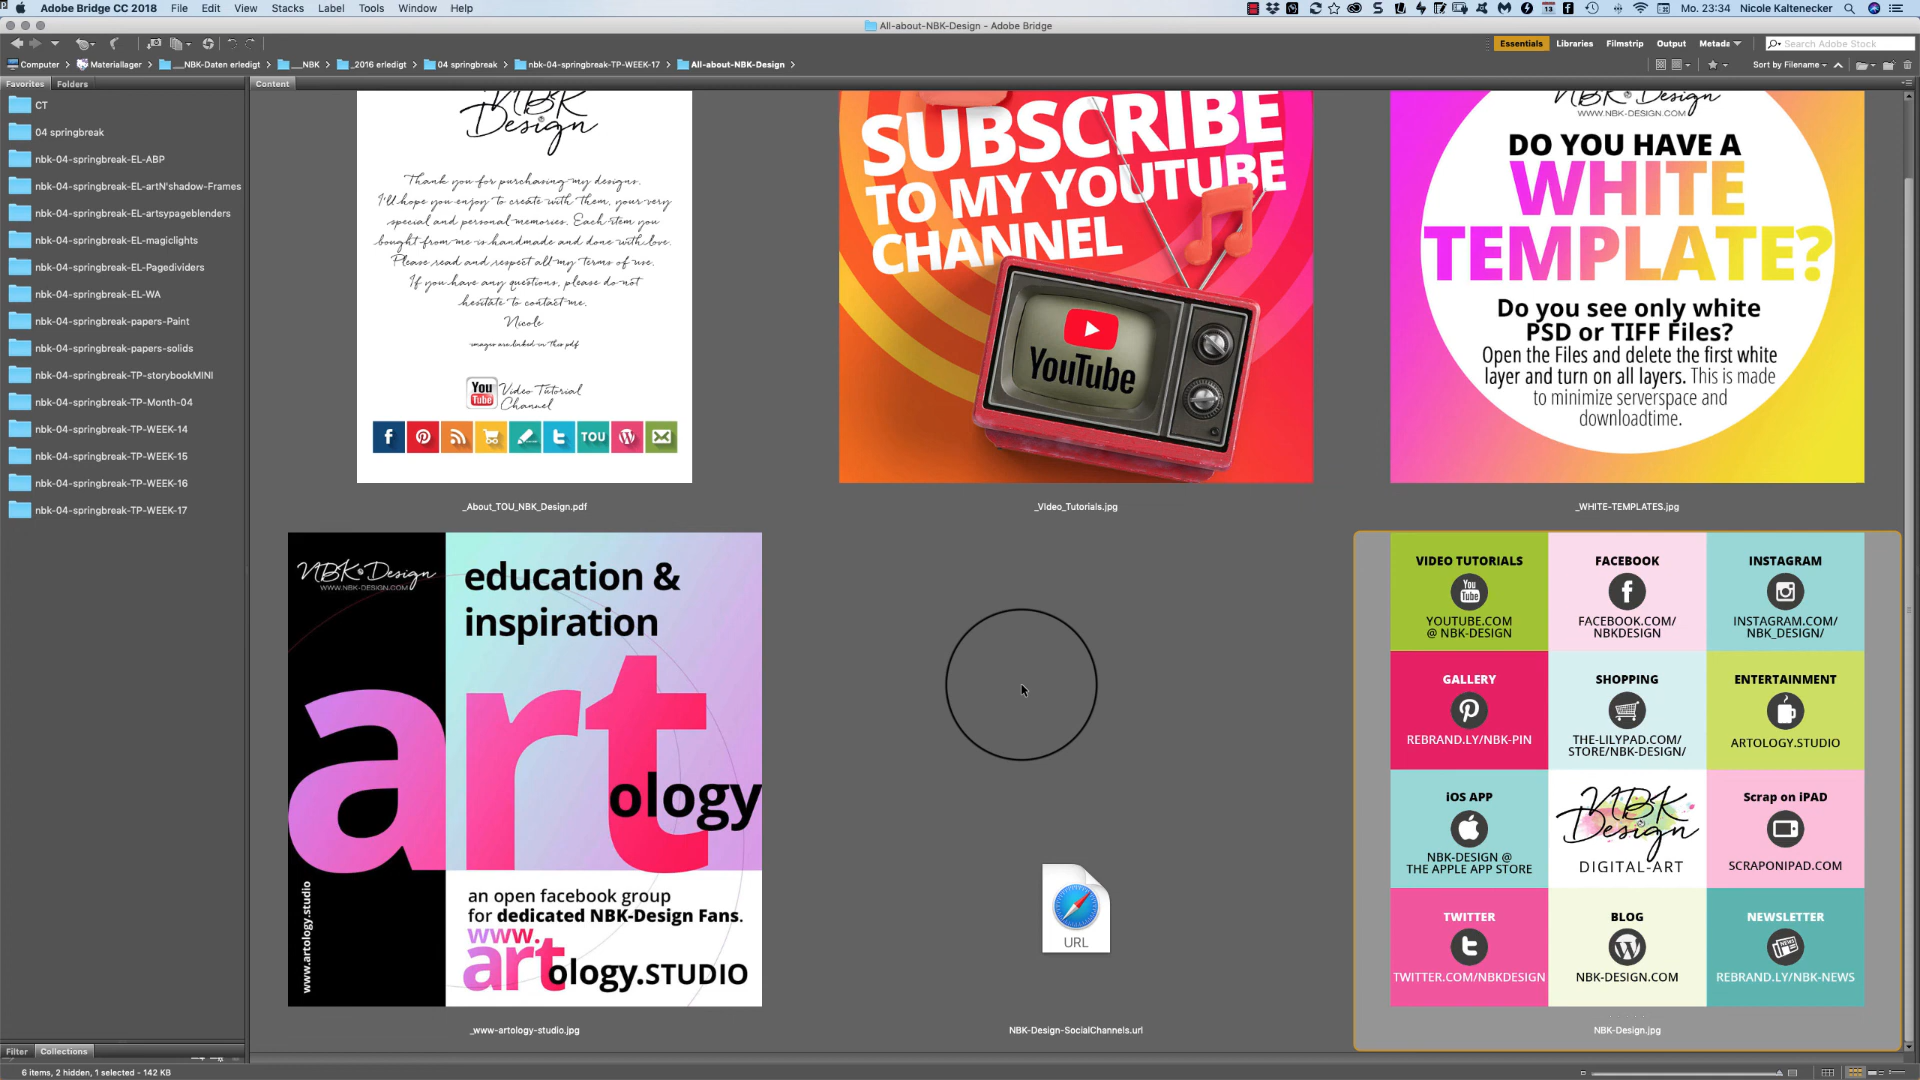 Adobe Bridge CC 2018 File Edit View Stacks Label Tools Window Help
Mo. 23:34 Nicole Kaltenecker
All-about-NBK-Design – Adobe Bridge
Essentials Libraries Filmstrip Output Metada
Search Adobe Stock
Computer Materiallager __NBK-Daten erledigt __NBK _2016 erledigt 04 springbreak nbk-04-springbreak-TP-WEEK-17 All-about-NBK-Design
Sort by Filename
Favorites Folders
Content
CT
04 springbreak
nbk-04-springbreak-EL-ABP
nbk-04-springbreak-EL-artN'shadow-Frames
nbk-04-springbreak-EL-artsypageblenders
nbk-04-springbreak-EL-magiclights
nbk-04-springbreak-EL-Pagedividers
nbk-04-springbreak-EL-WA
nbk-04-springbreak-papers-Paint
nbk-04-springbreak-papers-solids
nbk-04-springbreak-TP-storybookMINI
nbk-04-springbreak-TP-Month-04
nbk-04-springbreak-TP-WEEK-14
nbk-04-springbreak-TP-WEEK-15
nbk-04-springbreak-TP-WEEK-16
nbk-04-springbreak-TP-WEEK-17
NBK
Design
Thank you for purchasing my designs.
I'll hope you enjoy to create with them, your very
special and personal memories. Each item you
bought from me is handmade and done with love.
Please read and respect all my terms of use.
If you have any questions, please do not
hesitate to contact me.
Nicole
images are linked in this pdf
You
Tube
Video Tutorial
Channel
TOU
_About_TOU_NBK_Design.pdf
SUBSCRIBE
TO MY YOUTUBE
CHANNEL
YouTube
_Video_Tutorials.jpg
NBK Design
WWW.NBK-DESIGN.COM
DO YOU HAVE A
WHITE
TEMPLATE?
Do you see only white
PSD or TIFF Files?
Open the Files and delete the first white
layer and turn on all layers. This is made
to minimize serverspace and
downloadtime.
_WHITE-TEMPLATES.jpg
NBK Design
WWW.NBK-DESIGN.COM
education &
inspiration
art
ology
an open facebook group
for dedicated NBK-Design Fans.
www.
artology.STUDIO
www.artology.studio
_www-artology-studio.jpg
URL
NBK-Design-SocialChannels.url
VIDEO TUTORIALS
You
Tube
YOUTUBE.COM
@ NBK-DESIGN
FACEBOOK
FACEBOOK.COM/
NBKDESIGN
INSTAGRAM
INSTAGRAM.COM/
NBK_DESIGN/
GALLERY
REBRAND.LY/NBK-PIN
SHOPPING
THE-LILYPAD.COM/
STORE/NBK-DESIGN/
ENTERTAINMENT
ARTOLOGY.STUDIO
iOS APP
NBK-DESIGN @
THE APPLE APP STORE
NBK
Design
DIGITAL-ART
Scrap on iPAD
SCRAPONIPAD.COM
TWITTER
TWITTER.COM/NBKDESIGN
BLOG
NBK-DESIGN.COM
NEWSLETTER
NEWS
REBRAND.LY/NBK-NEWS
NBK-Design.jpg
Filter Collections
6 items, 2 hidden, 1 selected - 142 KB